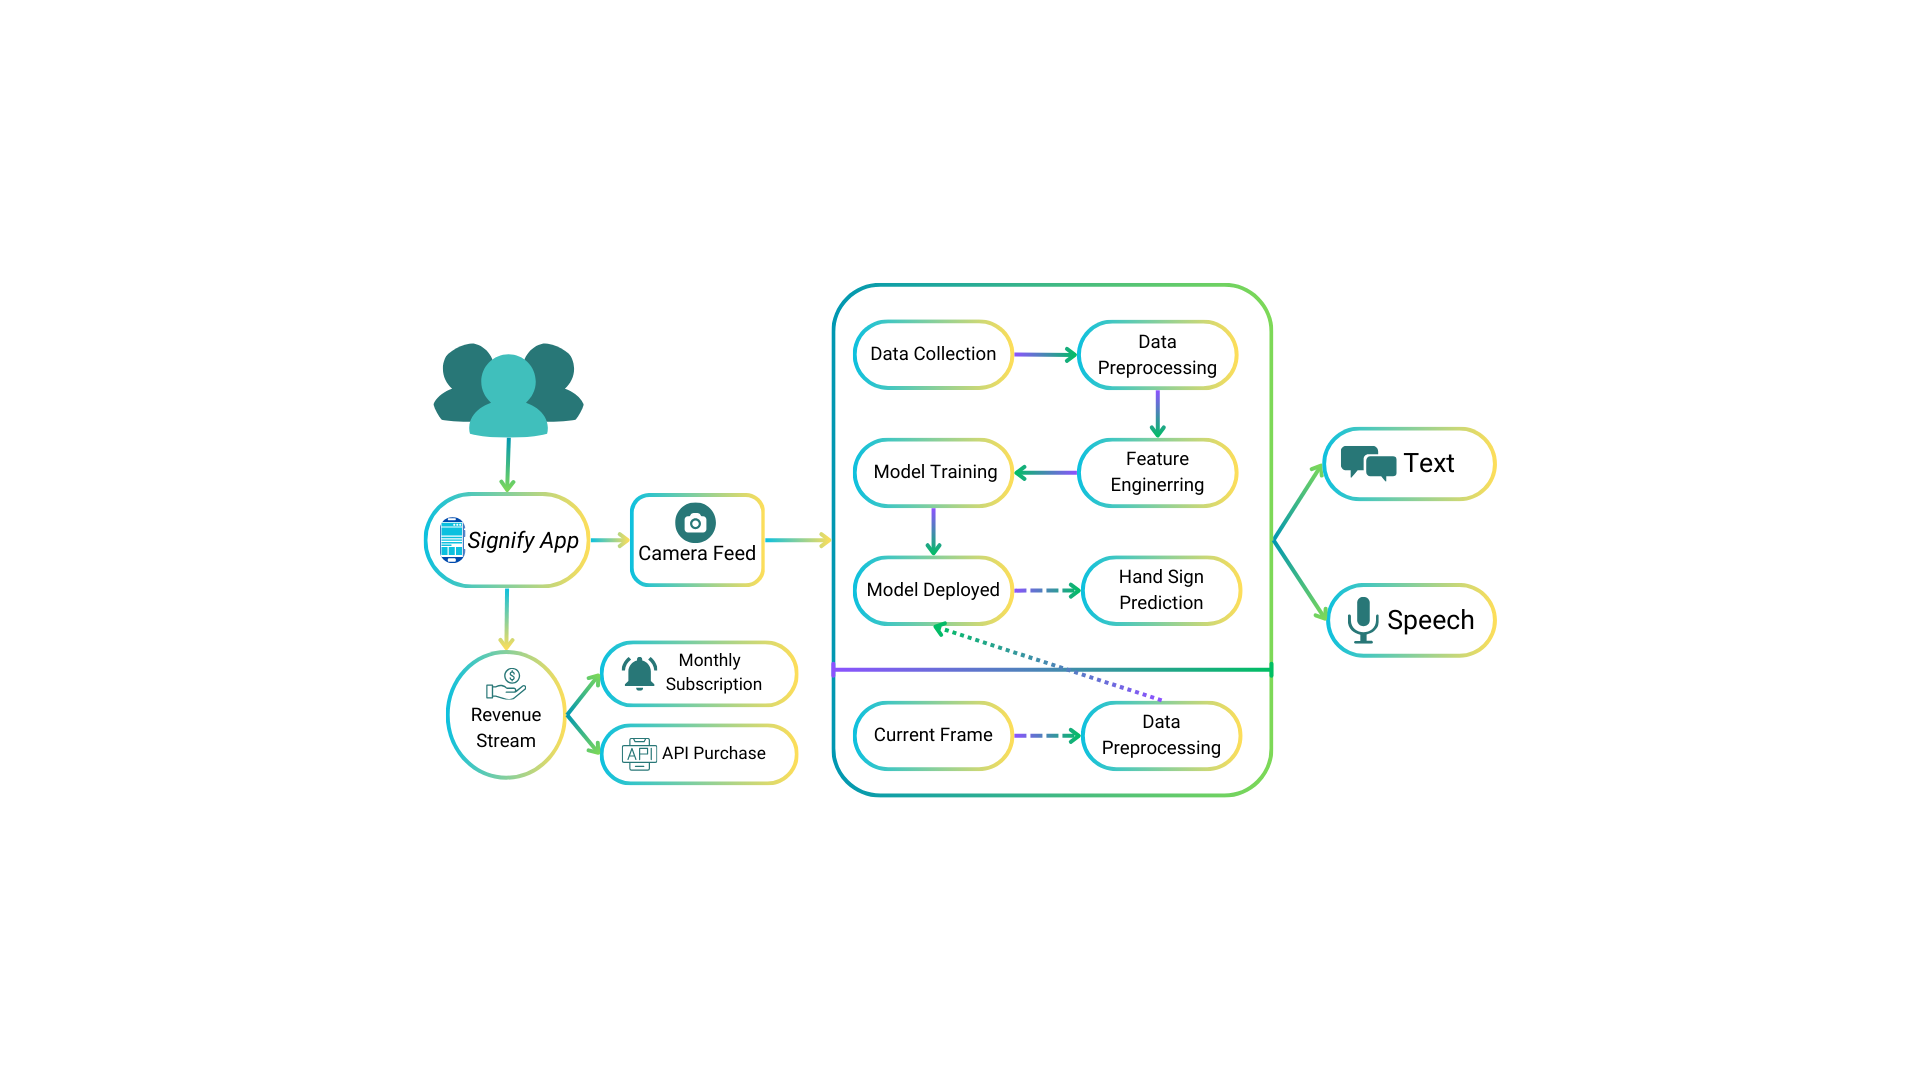 Signify App
Camera Feed
Revenue
Stream
Monthly
Subscription
API
API Purchase
Data Collection
Data
Preprocessing
Model Training
Feature
Enginerring
Model Deployed
Hand Sign
Prediction
Current Frame
Data
Preprocessing
Text
Speech